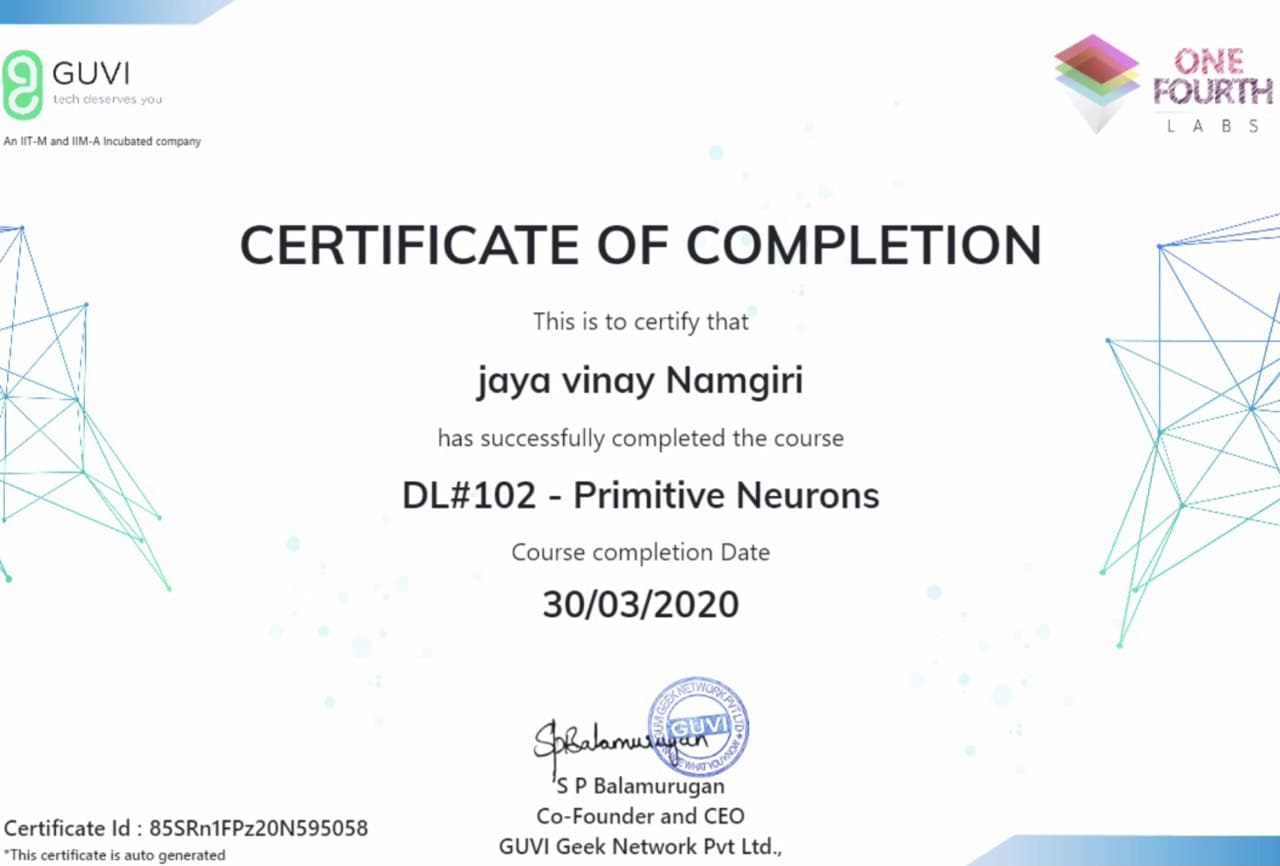 GUVI
tech deserves you
An IIT-M and IIM-A Incubated company
ONE
FOURTH
LABS
CERTIFICATE OF COMPLETION
This is to certify that
jaya vinay Namgiri
has successfully completed the course
DL#102 - Primitive Neurons
Course completion Date
30/03/2020
SpBalamurugan
GUVI GEEK NETWORK PVT LTD
GUVI
WHAT YOU KNOW
S P Balamurugan
Co-Founder and CEO
GUVI Geek Network Pvt Ltd.,
Certificate Id : 85SRn1FPz20N595058
*This certificate is auto generated